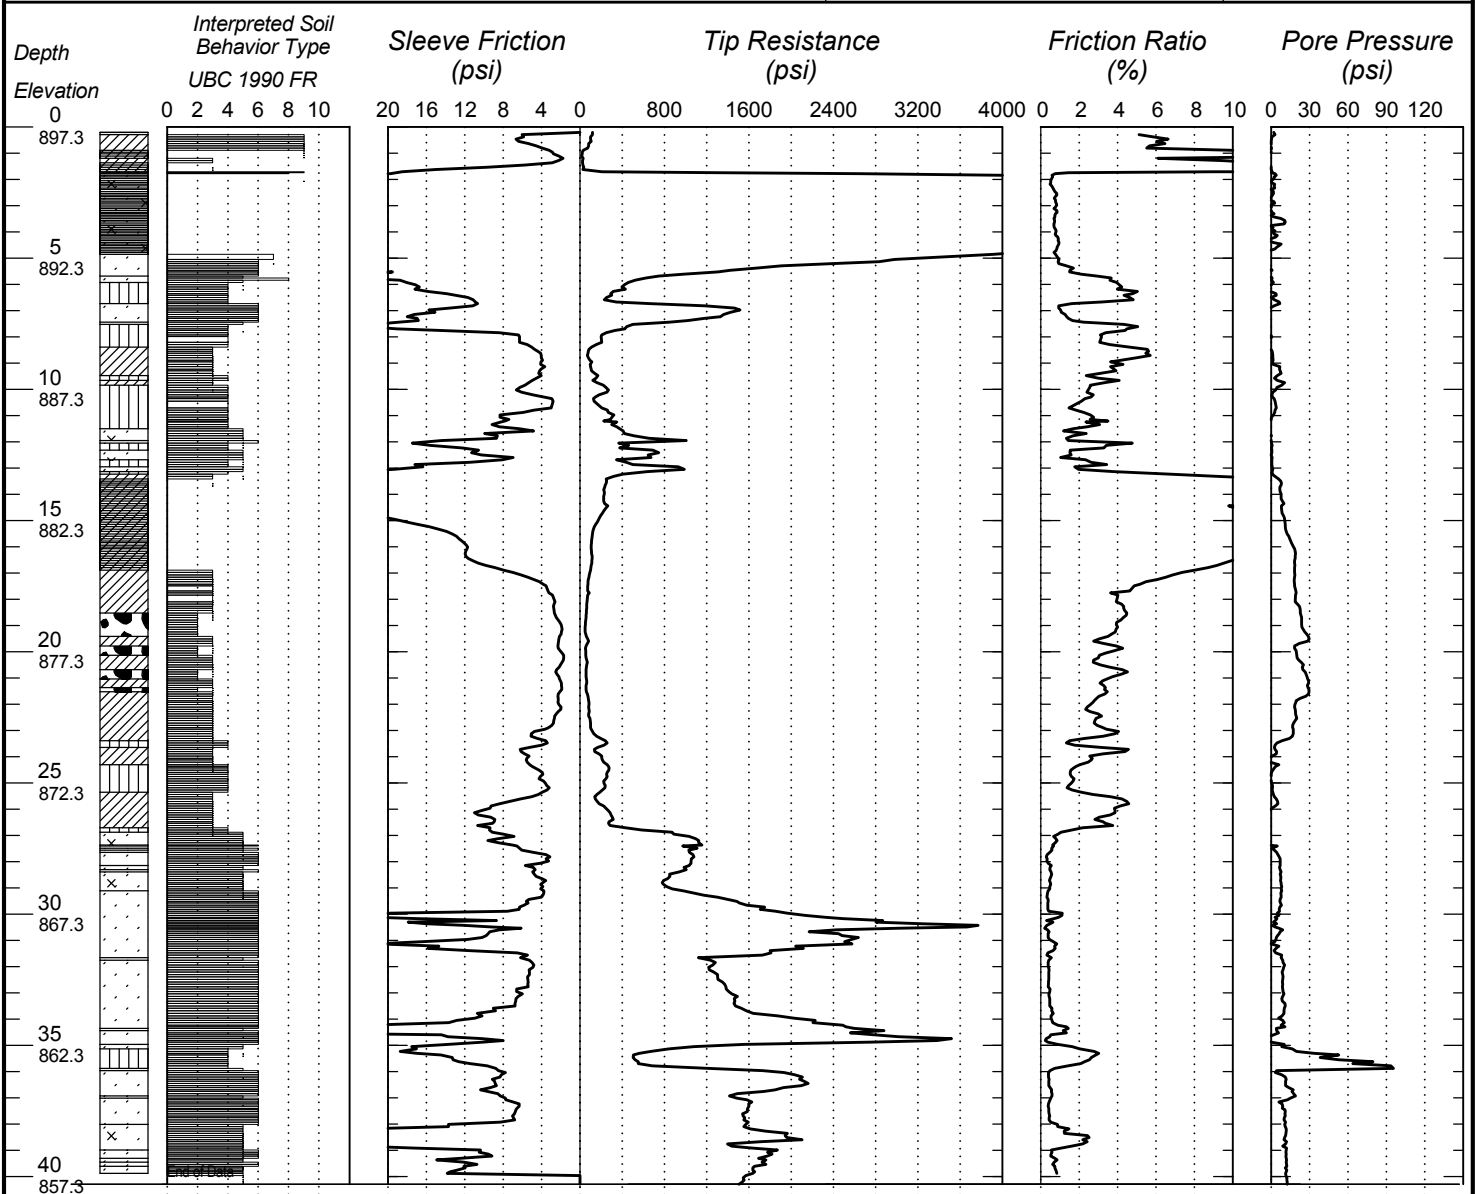 Interpreted Soil
Behavior Type
UBC 1990 FR
Depth
Elevation
Sleeve Friction
(psi)
Tip Resistance
(psi)
Friction Ratio
(%)
Pore Pressure
(psi)
0 2 4 6 8 10
20 16 12 8 4 0
800 1600 2400 3200 4000
0 2 4 6 8 10
0 30 60 90 120
0
897.3
5
892.3
10
887.3
15
882.3
20
877.3
25
872.3
30
867.3
35
862.3
40
857.3
End of Data